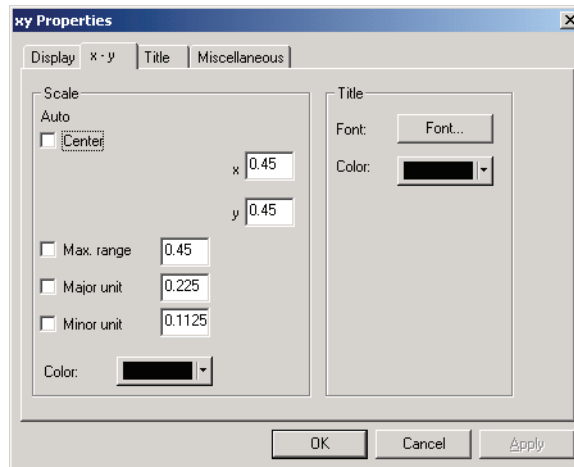 xy Properties
Display x - y Title Miscellaneous
Scale
Auto
Center
x 0.45
y 0.45
Max. range 0.45
Major unit 0.225
Minor unit 0.1125
Color:
Title
Font: Font...
Color:
OK Cancel Apply